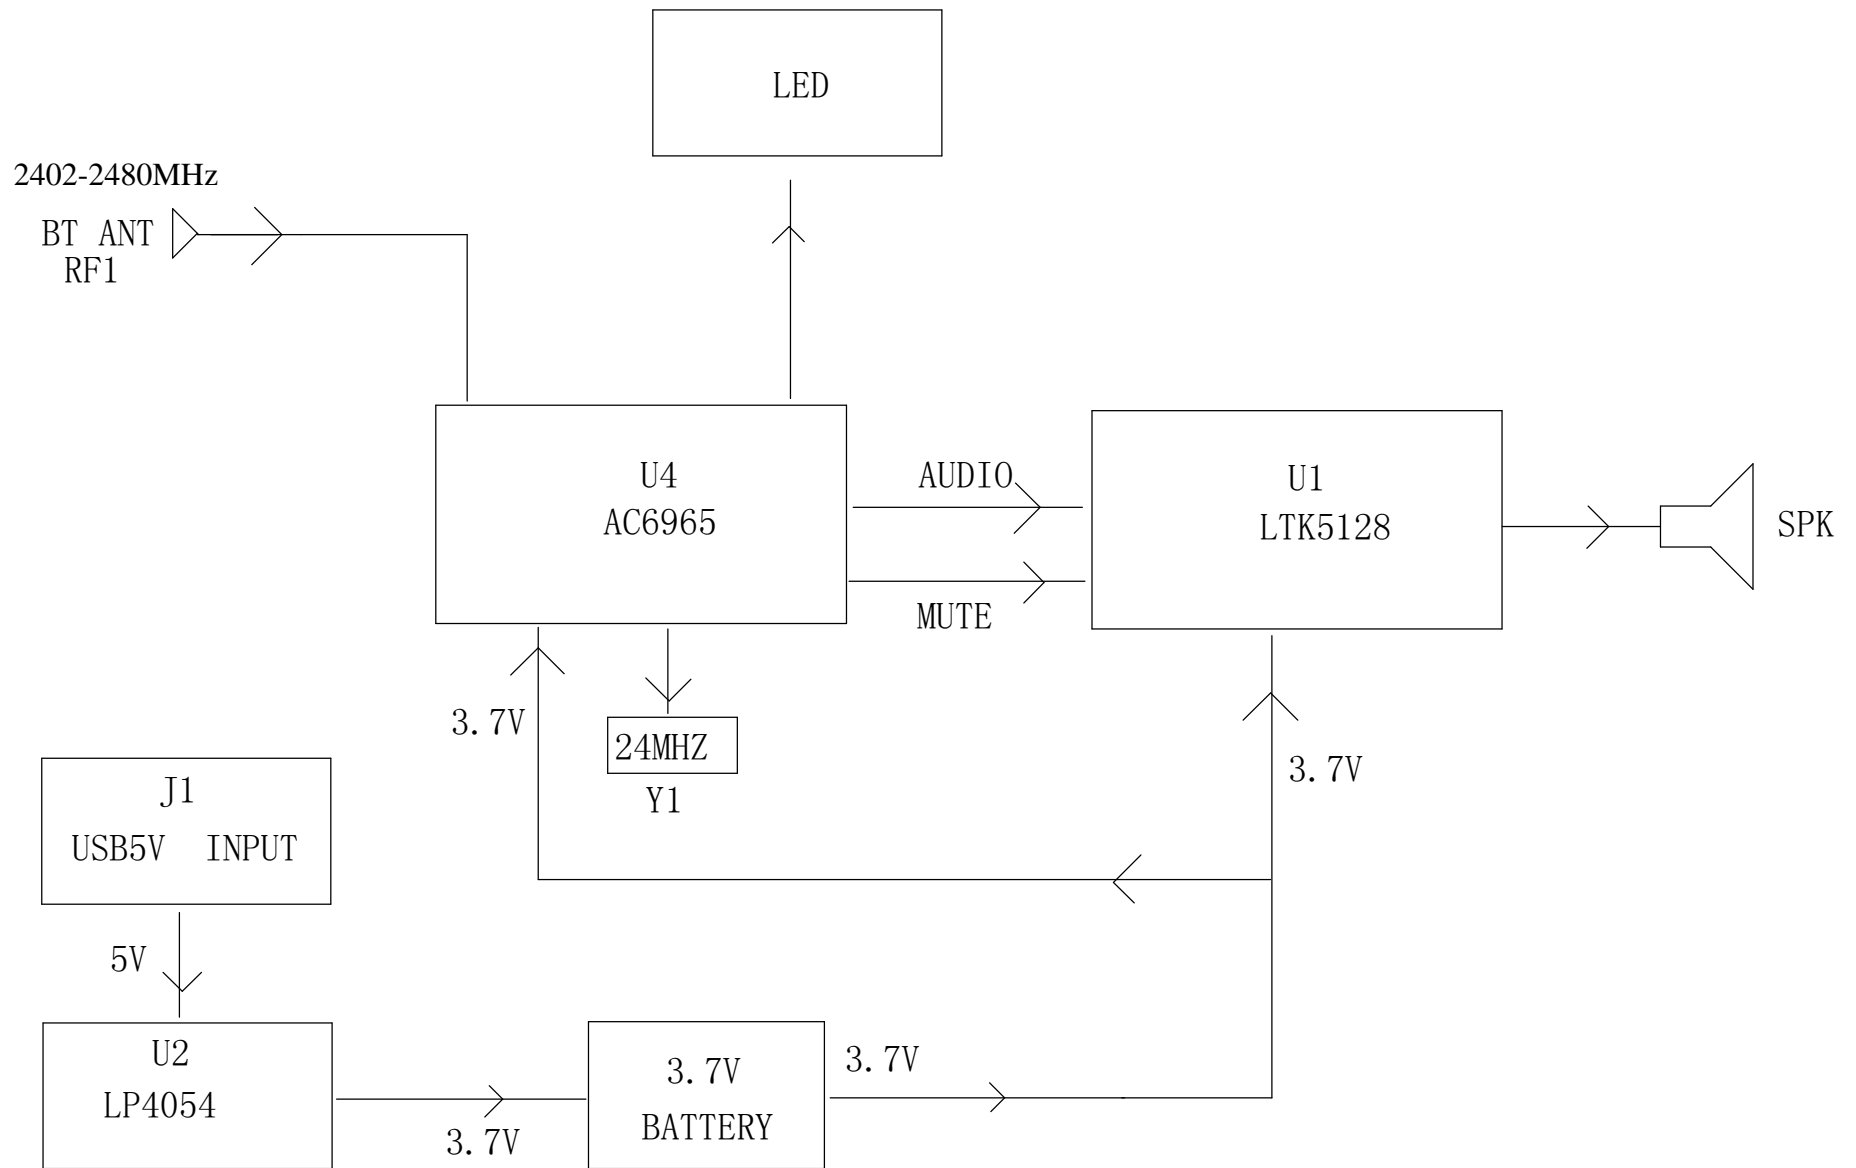 LED
2402-2480MHz
BT ANT
RF1
U4
AC6965
AUDIO
MUTE
U1
LTK5128
SPK
3.7V
24MHZ
Y1
3.7V
J1
USB5V INPUT
5V
U2
LP4054
3.7V
3.7V
BATTERY
3.7V